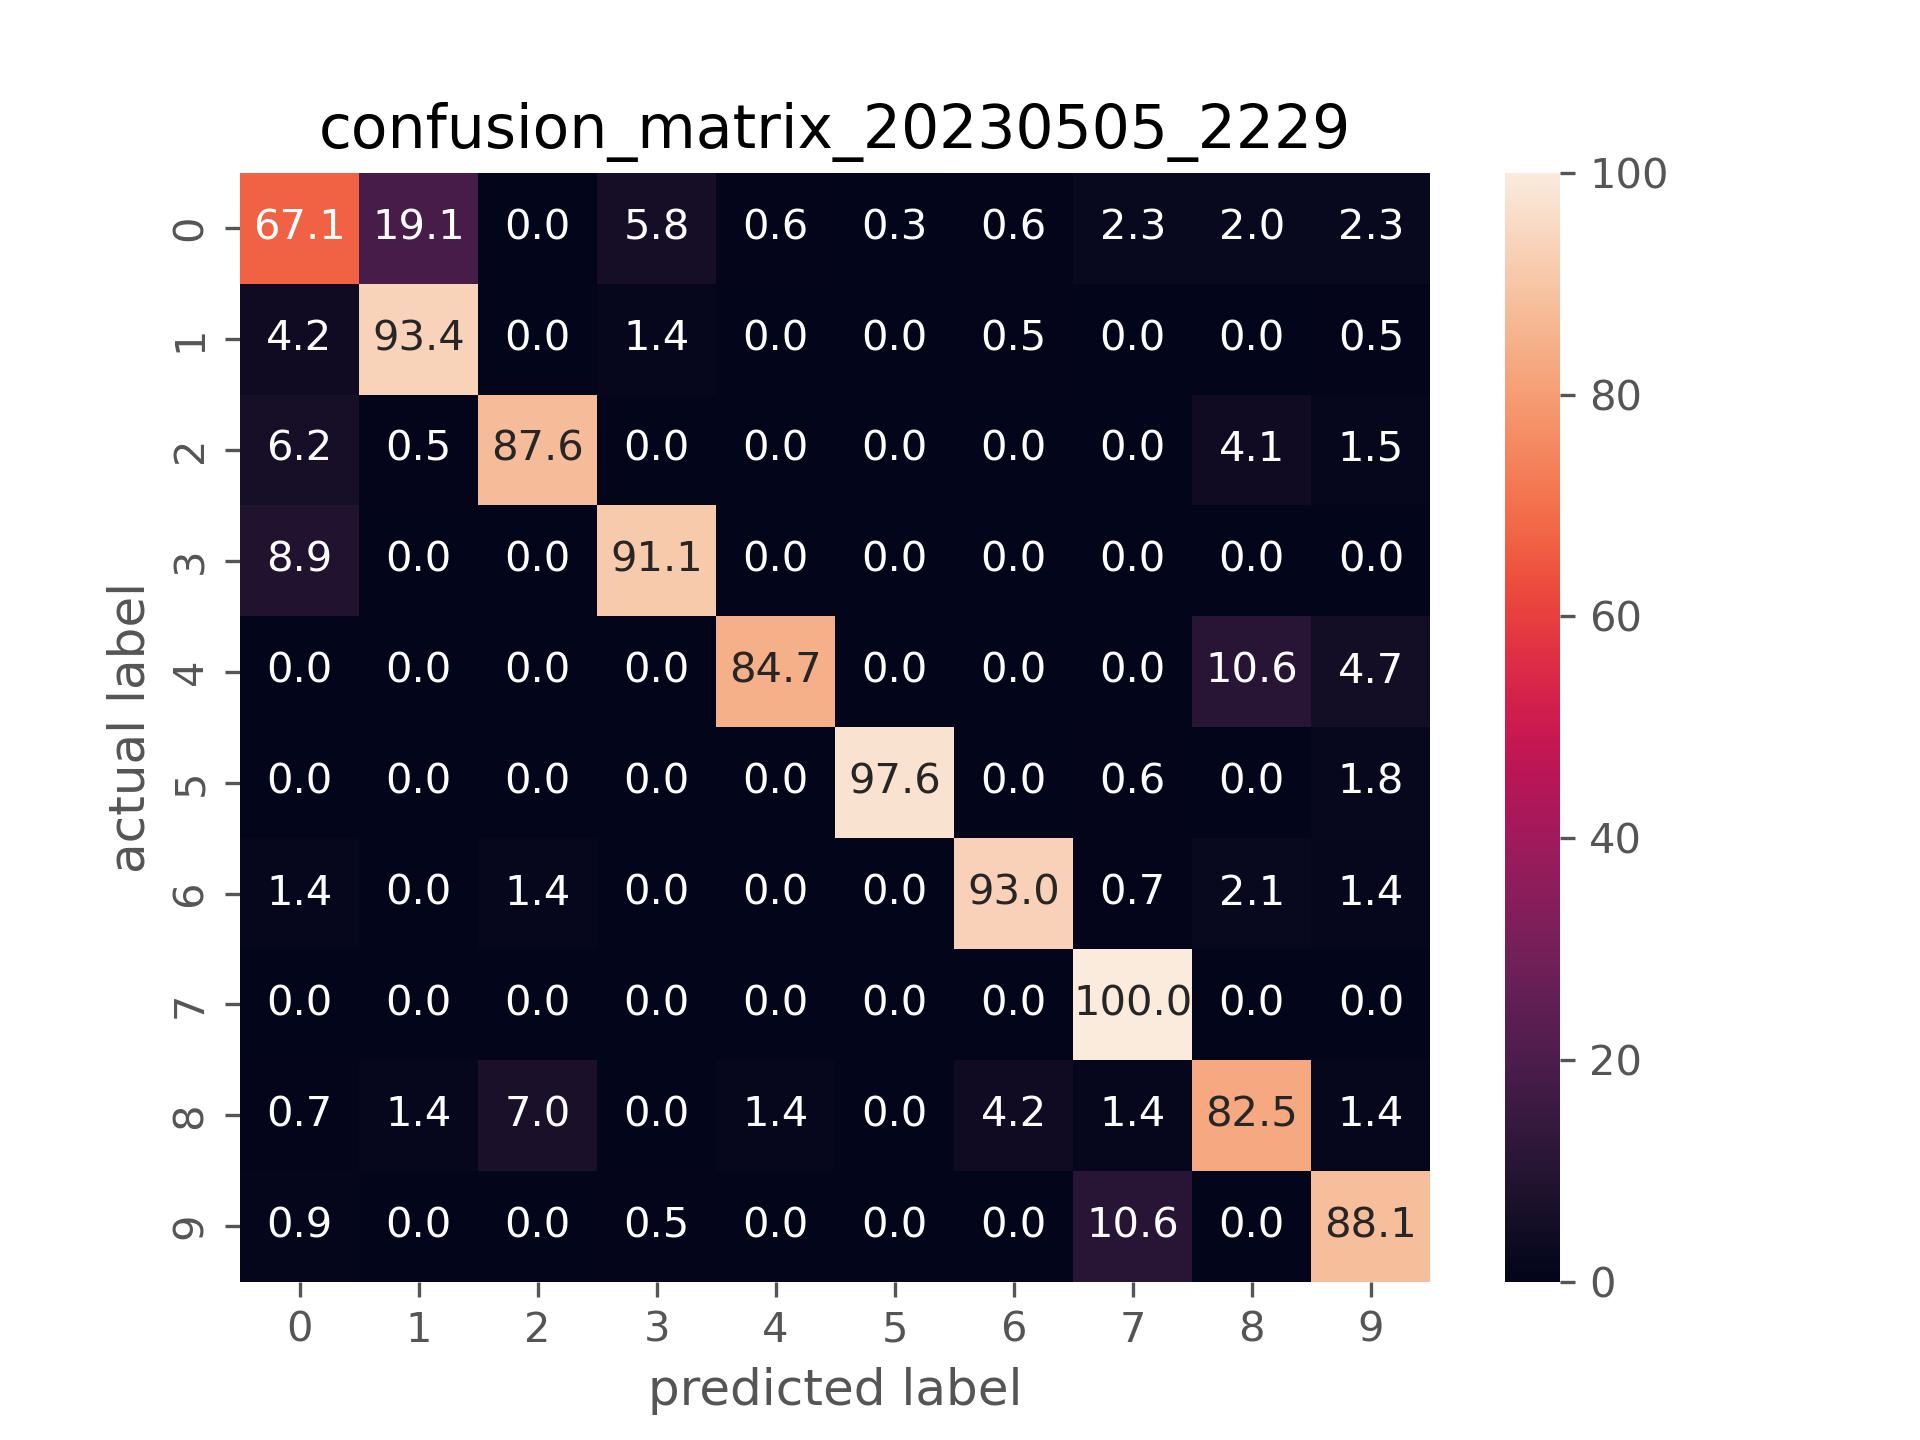 confusion_matrix_20230505_2229
100
0 67.1 19.1 0.0 5.8 0.6 0.3 0.6 2.3 2.0 2.3
1 4.2 93.4 0.0 1.4 0.0 0.0 0.5 0.0 0.0 0.5
80
2 6.2 0.5 87.6 0.0 0.0 0.0 0.0 0.0 4.1 1.5
3 8.9 0.0 0.0 91.1 0.0 0.0 0.0 0.0 0.0 0.0
60
4 0.0 0.0 0.0 0.0 84.7 0.0 0.0 0.0 10.6 4.7
actual label
5 0.0 0.0 0.0 0.0 0.0 97.6 0.0 0.6 0.0 1.8
40
6 1.4 0.0 1.4 0.0 0.0 0.0 93.0 0.7 2.1 1.4
7 0.0 0.0 0.0 0.0 0.0 0.0 0.0 100.0 0.0 0.0
20
8 0.7 1.4 7.0 0.0 1.4 0.0 4.2 1.4 82.5 1.4
9 0.9 0.0 0.0 0.5 0.0 0.0 0.0 10.6 0.0 88.1
0
0 1 2 3 4 5 6 7 8 9
predicted label